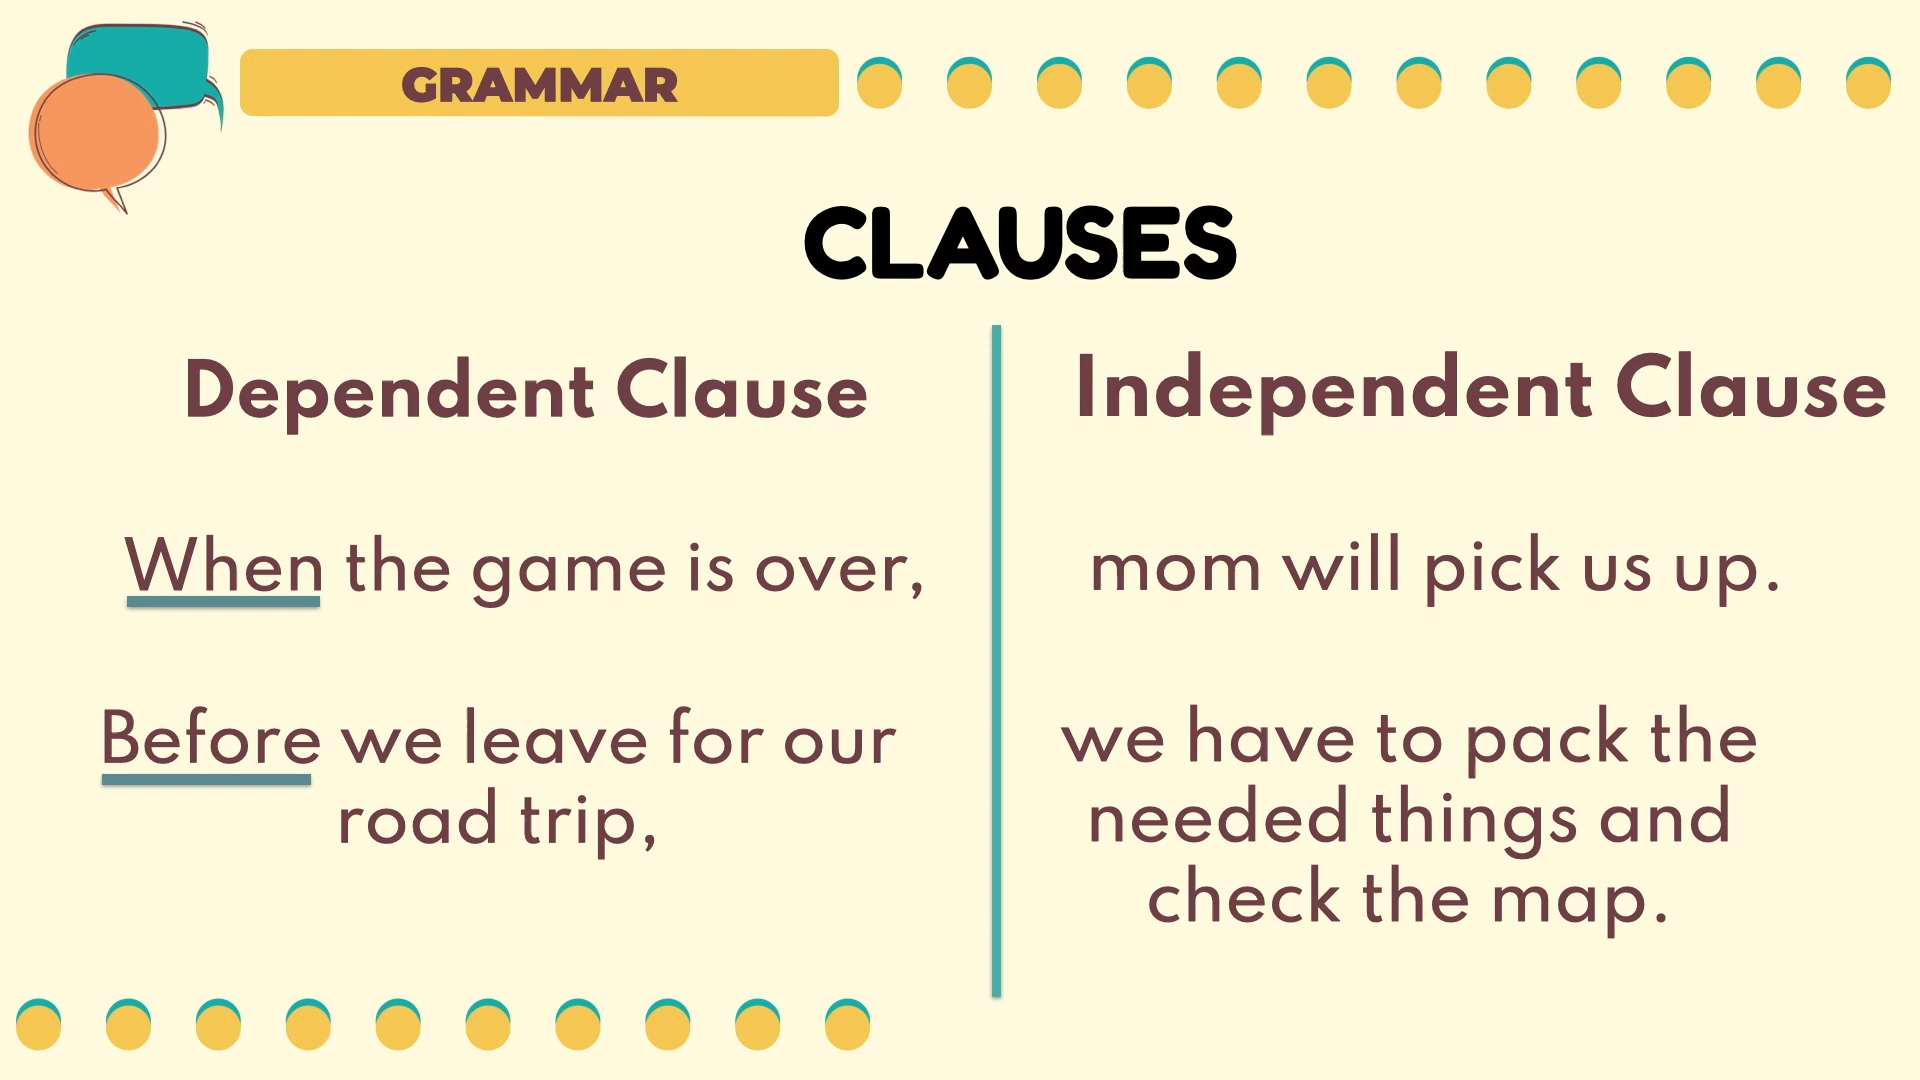 GRAMMAR
CLAUSES
Dependent Clause
When the game is over,
Before we leave for our
road trip,
Independent Clause
mom will pick us up.
we have to pack the
needed things and
check the map.